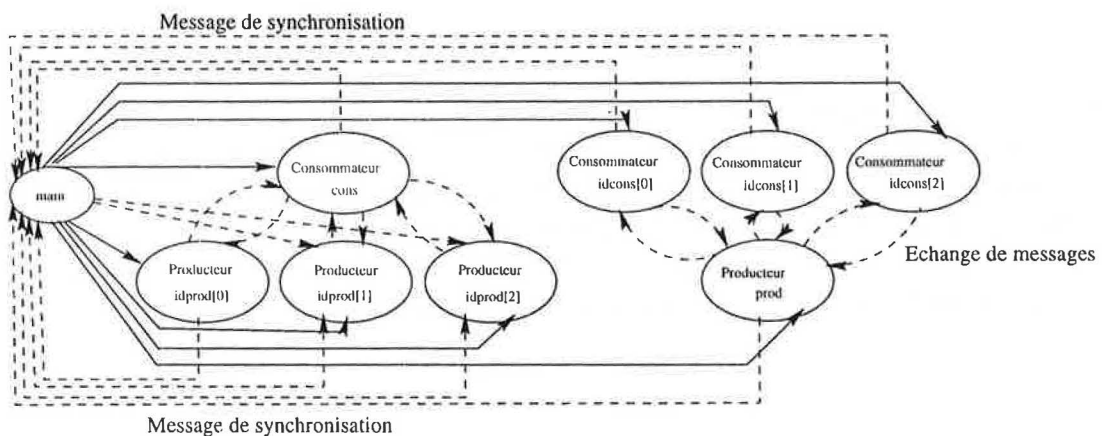 Message de synchronisation
Consommateur
cons
Consommateur
idcons[0]
Consommateur
idcons[1]
Consommateur
idcons[2]
main
Producteur
idprod[0]
Producteur
idprod[1]
Producteur
idprod[2]
Producteur
prod
Echange de messages
Message de synchronisation